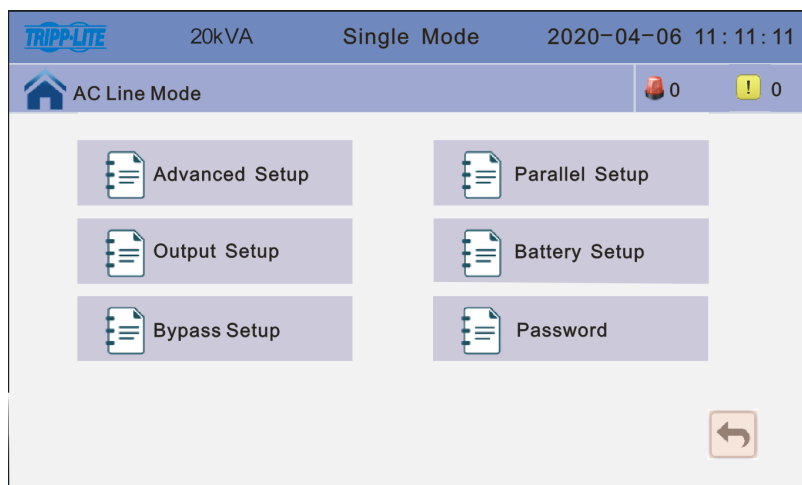 TRIPP-LITE 20kVA Single Mode 2020-04-06 11:11:11
AC Line Mode 0 ! 0
Advanced Setup Parallel Setup
Output Setup Battery Setup
Bypass Setup Password